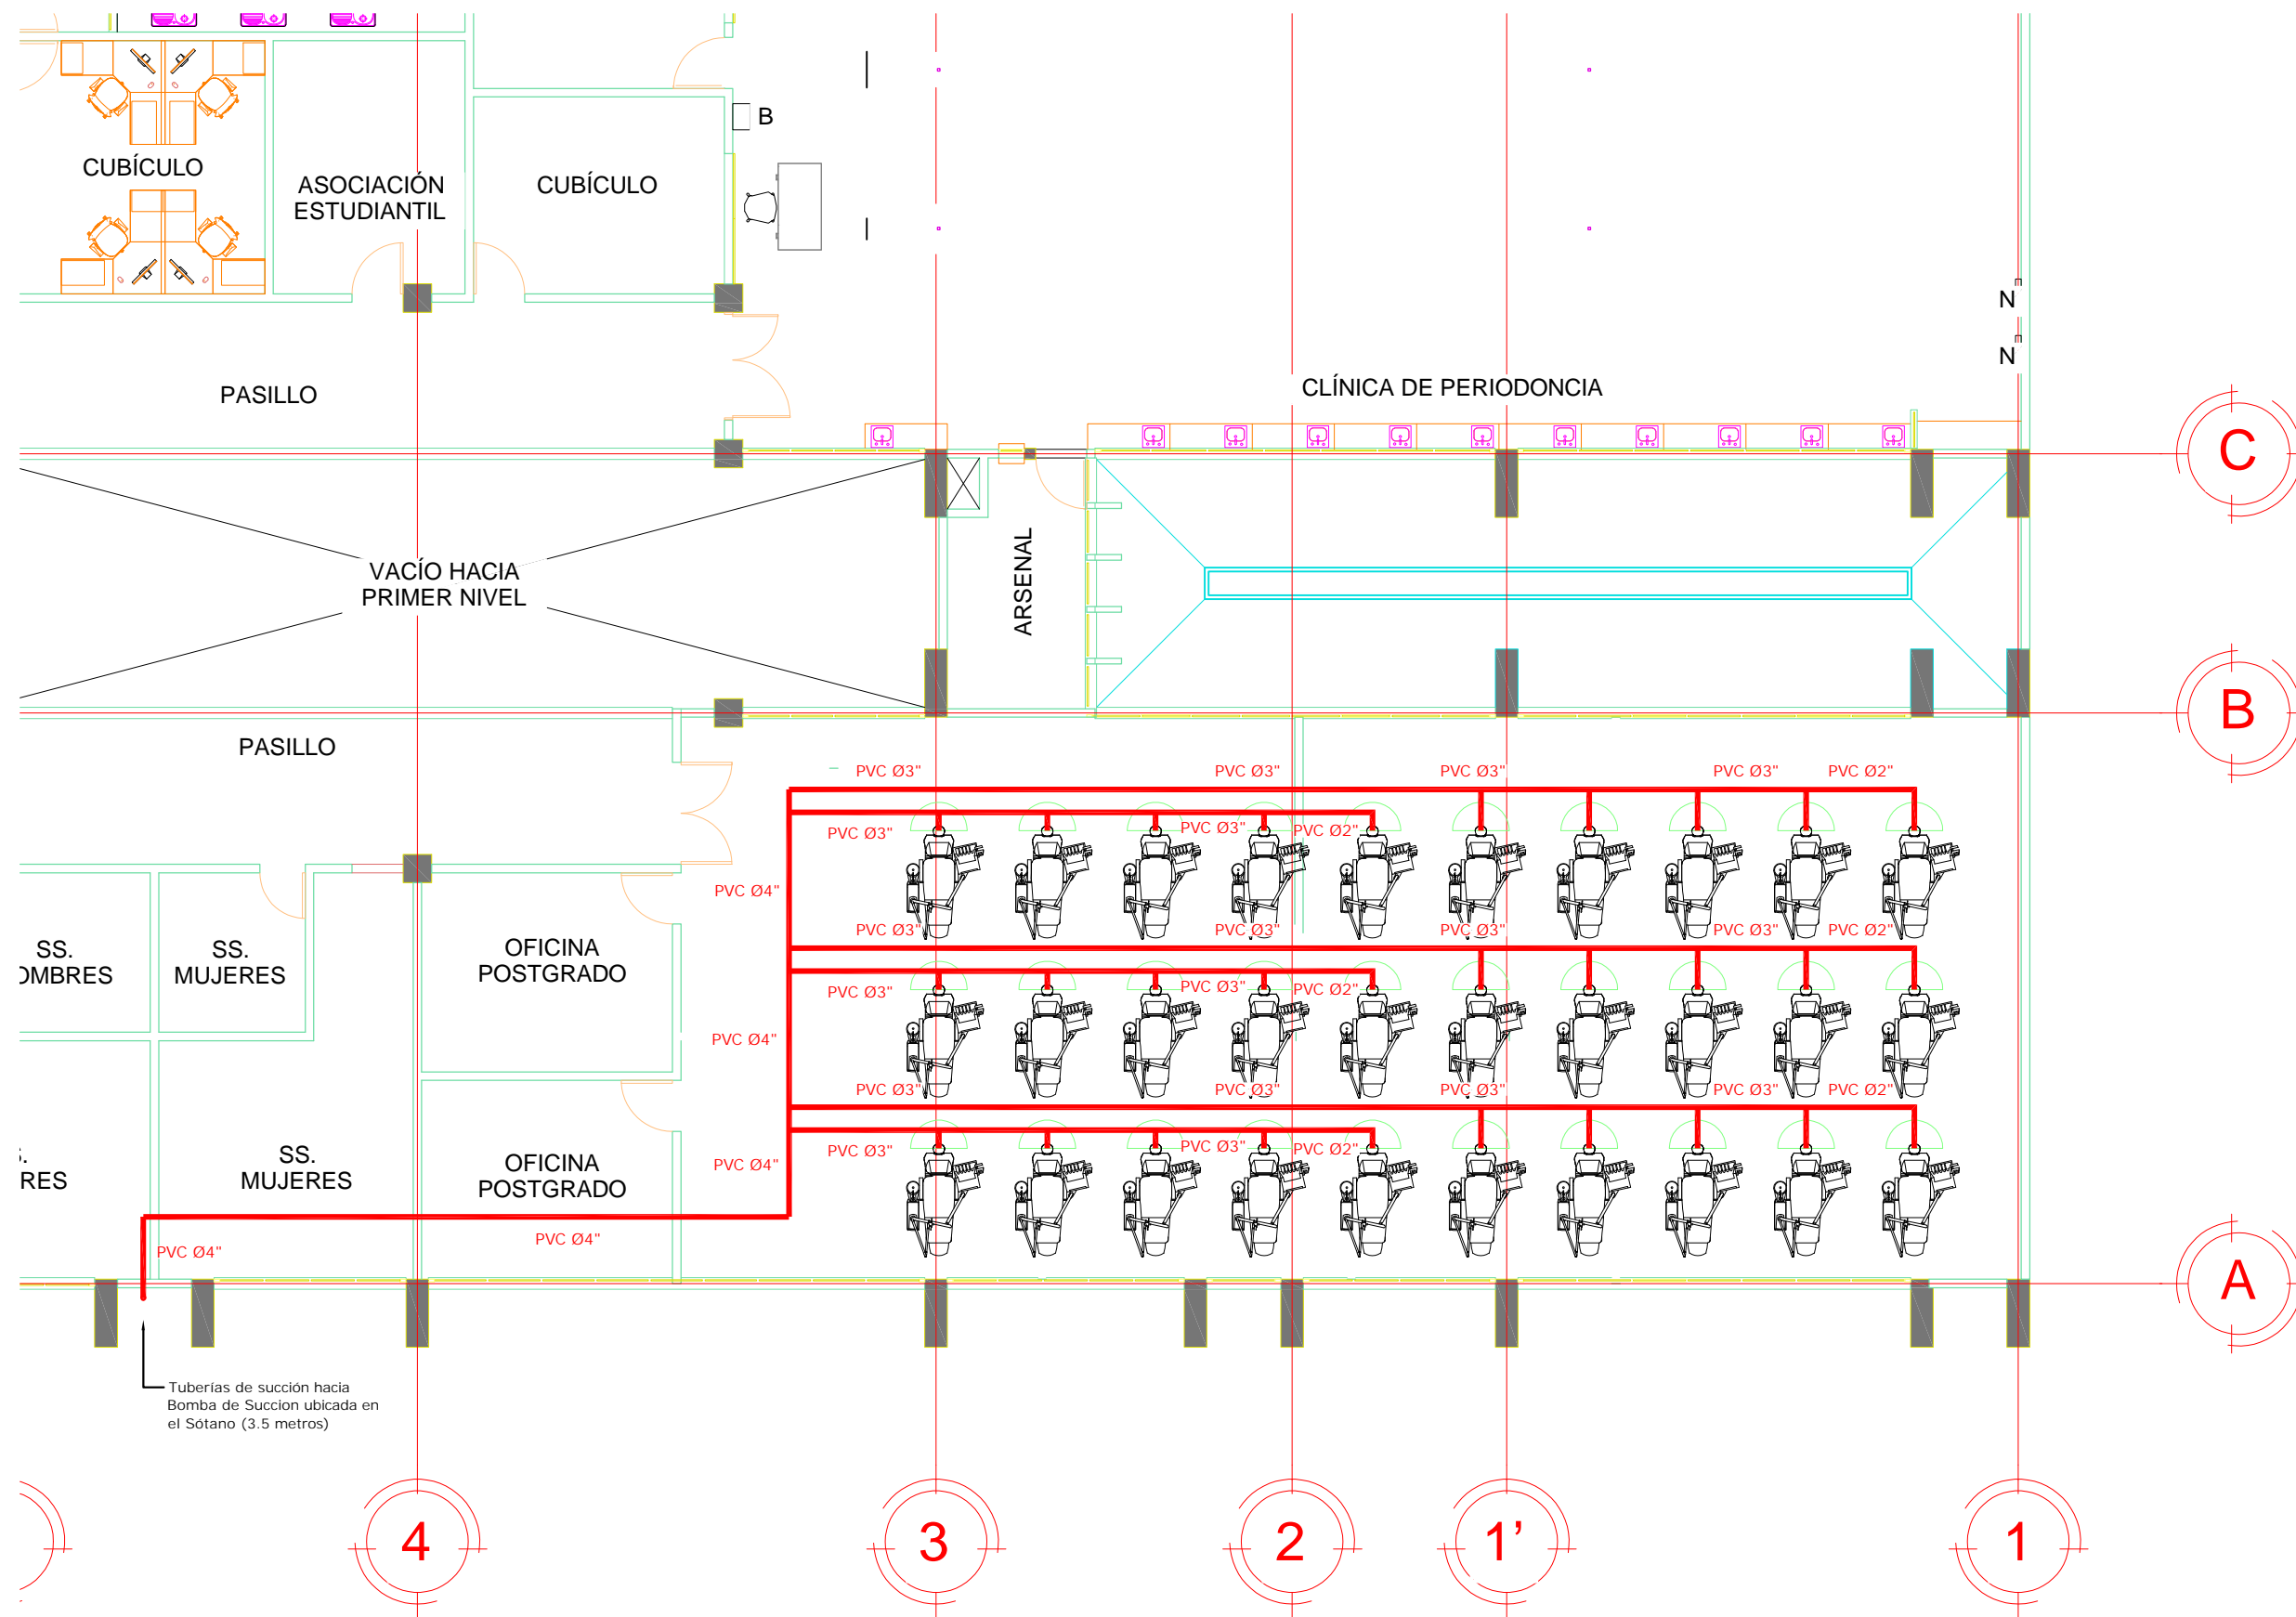 B
CUBÍCULO
ASOCIACIÓN
ESTUDIANTIL
CUBÍCULO
N
N
PASILLO
CLÍNICA DE PERIODONCIA
C
VACÍO HACIA
PRIMER NIVEL
ARSENAL
B
PASILLO
PVC Ø3"
PVC Ø3"
PVC Ø3"
PVC Ø3"
PVC Ø2"
PVC Ø3"
PVC Ø3"
PVC Ø2"
PVC Ø4"
PVC Ø3"
PVC Ø3"
PVC Ø3"
PVC Ø3"
PVC Ø2"
SS.
OMBRES
SS.
MUJERES
OFICINA
POSTGRADO
PVC Ø3"
PVC Ø3"
PVC Ø2"
PVC Ø4"
PVC Ø3"
PVC Ø3"
PVC Ø3"
PVC Ø3"
PVC Ø2"
PVC Ø3"
PVC Ø3"
PVC Ø2"
PVC Ø4"
S.
RES
SS.
MUJERES
OFICINA
POSTGRADO
PVC Ø4"
PVC Ø4"
A
Tuberías de succión hacia
Bomba de Succion ubicada en
el Sótano (3.5 metros)
4
3
2
1’
1